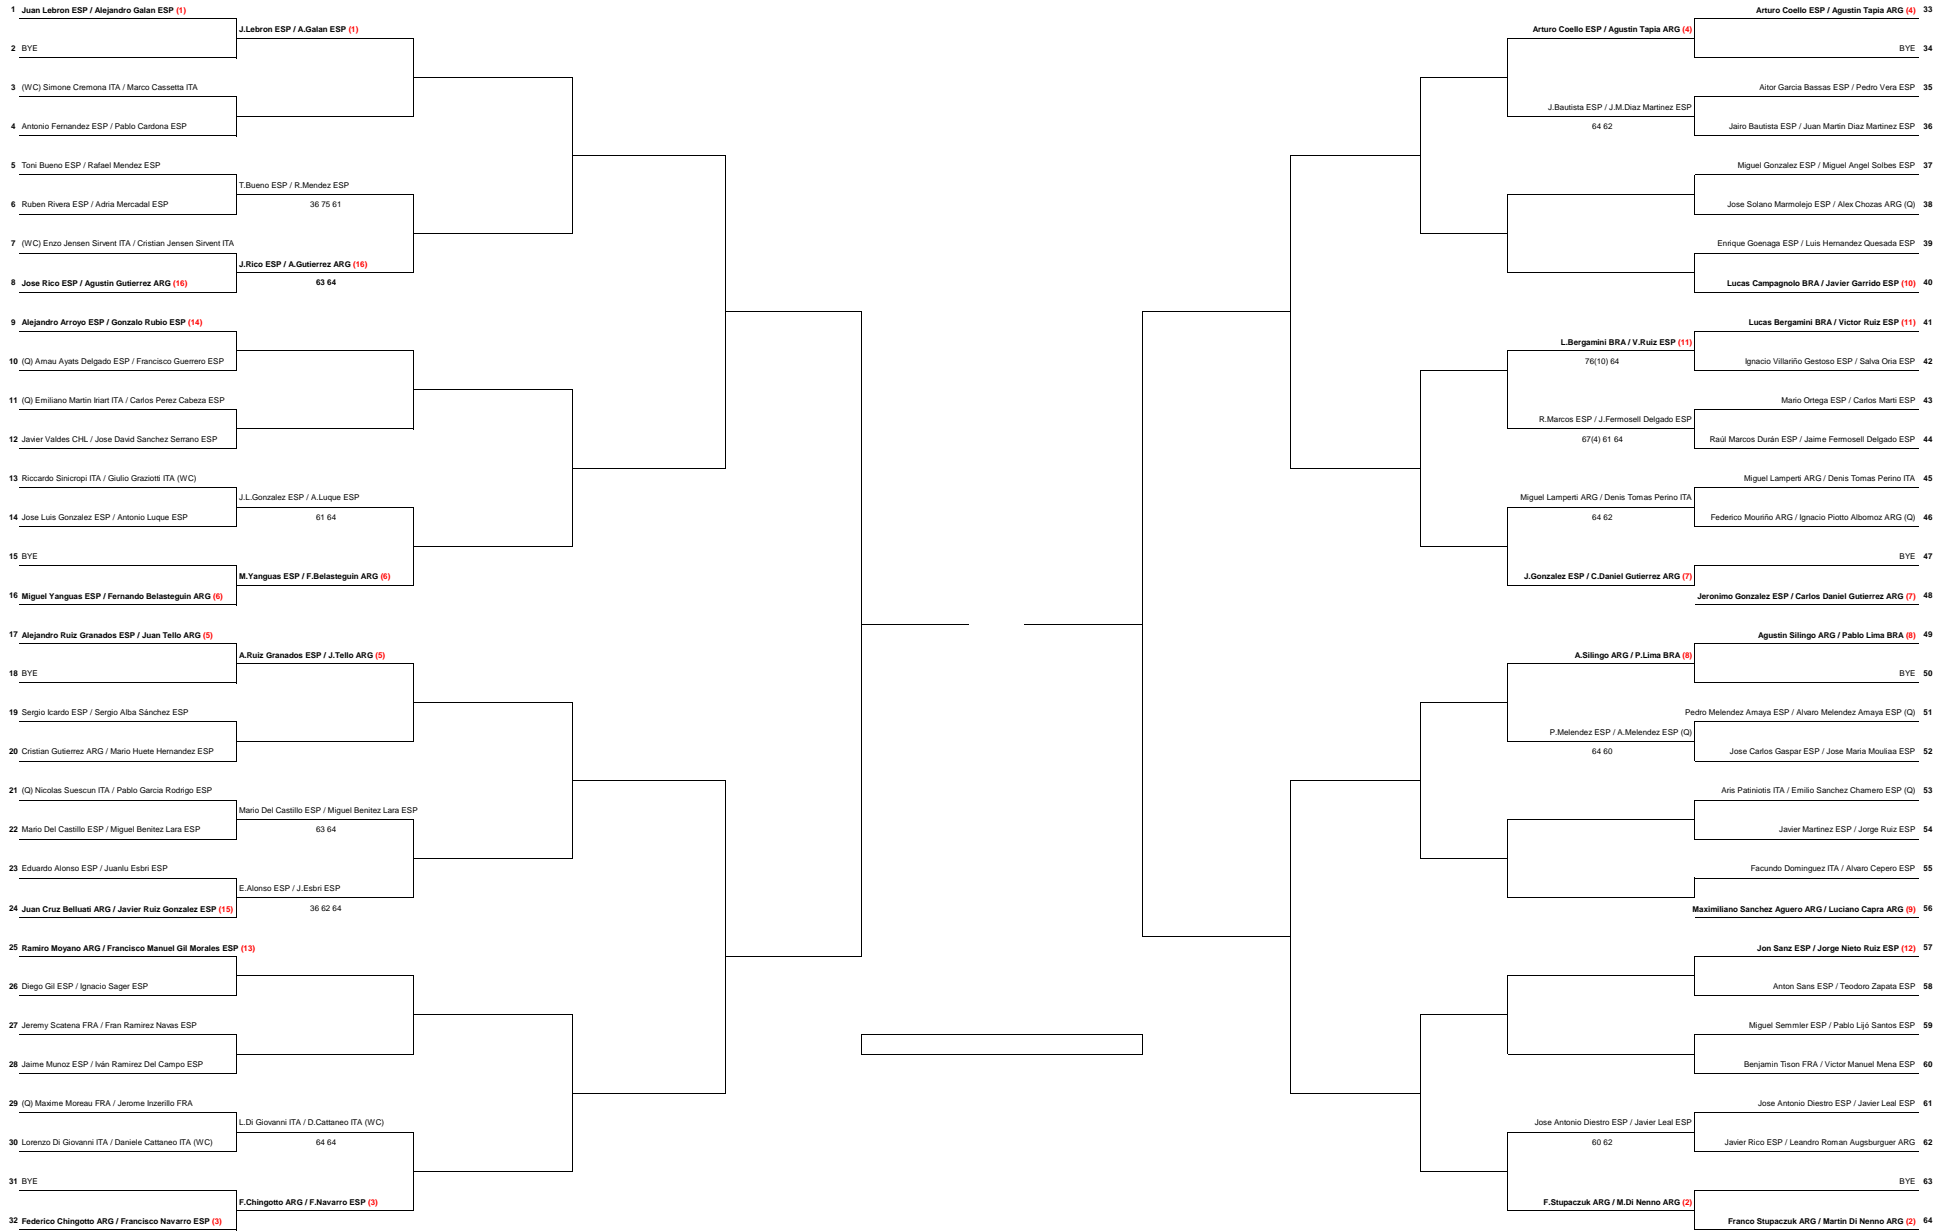 1 Juan Lebron ESP / Alejandro Galan ESP (1)
J.Lebron ESP / A.Galan ESP (1)
2 BYE
3 (WC) Simone Cremona ITA / Marco Cassetta ITA
4 Antonio Fernandez ESP / Pablo Cardona ESP
5 Toni Bueno ESP / Rafael Mendez ESP
T.Bueno ESP / R.Mendez ESP
6 Ruben Rivera ESP / Adria Mercadal ESP
36 75 61
7 (WC) Enzo Jensen Sirvent ITA / Cristian Jensen Sirvent ITA
J.Rico ESP / A.Gutierrez ARG (16)
8 Jose Rico ESP / Agustin Gutierrez ARG (16)
63 64
9 Alejandro Arroyo ESP / Gonzalo Rubio ESP (14)
10 (Q) Arnau Ayats Delgado ESP / Francisco Guerrero ESP
11 (Q) Emiliano Martin Iriart ITA / Carlos Perez Cabeza ESP
12 Javier Valdes CHL / Jose David Sanchez Serrano ESP
13 Riccardo Sinicropi ITA / Giulio Graziotti ITA (WC)
J.L.Gonzalez ESP / A.Luque ESP
14 Jose Luis Gonzalez ESP / Antonio Luque ESP
61 64
15 BYE
M.Yanguas ESP / F.Belasteguin ARG (6)
16 Miguel Yanguas ESP / Fernando Belasteguin ARG (6)
17 Alejandro Ruiz Granados ESP / Juan Tello ARG (5)
A.Ruiz Granados ESP / J.Tello ARG (5)
18 BYE
19 Sergio Icardo ESP / Sergio Alba Sánchez ESP
20 Cristian Gutierrez ARG / Mario Huete Hernandez ESP
21 (Q) Nicolas Suescun ITA / Pablo Garcia Rodrigo ESP
Mario Del Castillo ESP / Miguel Benitez Lara ESP
22 Mario Del Castillo ESP / Miguel Benitez Lara ESP
63 64
23 Eduardo Alonso ESP / Juanlu Esbri ESP
E.Alonso ESP / J.Esbri ESP
24 Juan Cruz Belluati ARG / Javier Ruiz Gonzalez ESP (15)
36 62 64
25 Ramiro Moyano ARG / Francisco Manuel Gil Morales ESP (13)
26 Diego Gil ESP / Ignacio Sager ESP
27 Jeremy Scatena FRA / Fran Ramirez Navas ESP
28 Jaime Munoz ESP / Iván Ramirez Del Campo ESP
29 (Q) Maxime Moreau FRA / Jerome Inzerillo FRA
L.Di Giovanni ITA / D.Cattaneo ITA (WC)
30 Lorenzo Di Giovanni ITA / Daniele Cattaneo ITA (WC)
64 64
31 BYE
F.Chingotto ARG / F.Navarro ESP (3)
32 Federico Chingotto ARG / Francisco Navarro ESP (3)
Arturo Coello ESP / Agustin Tapia ARG (4) 33
Arturo Coello ESP / Agustin Tapia ARG (4)
BYE 34
Aitor Garcia Bassas ESP / Pedro Vera ESP 35
J.Bautista ESP / J.M.Diaz Martinez ESP
64 62
Jairo Bautista ESP / Juan Martin Diaz Martinez ESP 36
Miguel Gonzalez ESP / Miguel Angel Solbes ESP 37
Jose Solano Marmolejo ESP / Alex Chozas ARG (Q) 38
Enrique Goenaga ESP / Luis Hernandez Quesada ESP 39
Lucas Campagnolo BRA / Javier Garrido ESP (10) 40
Lucas Bergamini BRA / Victor Ruiz ESP (11) 41
L.Bergamini BRA / V.Ruiz ESP (11)
76(10) 64
Ignacio Villariño Gestoso ESP / Salva Oria ESP 42
Mario Ortega ESP / Carlos Marti ESP 43
R.Marcos ESP / J.Fermosell Delgado ESP
67(4) 61 64
Raúl Marcos Durán ESP / Jaime Fermosell Delgado ESP 44
Miguel Lamperti ARG / Denis Tomas Perino ITA 45
Miguel Lamperti ARG / Denis Tomas Perino ITA
64 62
Federico Mouriño ARG / Ignacio Piotto Albornoz ARG (Q) 46
BYE 47
J.Gonzalez ESP / C.Daniel Gutierrez ARG (7)
Jeronimo Gonzalez ESP / Carlos Daniel Gutierrez ARG (7) 48
Agustin Silingo ARG / Pablo Lima BRA (8) 49
A.Silingo ARG / P.Lima BRA (8)
BYE 50
Pedro Melendez Amaya ESP / Alvaro Melendez Amaya ESP (Q) 51
P.Melendez ESP / A.Melendez ESP (Q)
64 60
Jose Carlos Gaspar ESP / Jose Maria Mouliaa ESP 52
Aris Patiniotis ITA / Emilio Sanchez Chamero ESP (Q) 53
Javier Martinez ESP / Jorge Ruiz ESP 54
Facundo Dominguez ITA / Alvaro Cepero ESP 55
Maximiliano Sanchez Aguero ARG / Luciano Capra ARG (9) 56
Jon Sanz ESP / Jorge Nieto Ruiz ESP (12) 57
Anton Sans ESP / Teodoro Zapata ESP 58
Miguel Semmler ESP / Pablo Lijó Santos ESP 59
Benjamin Tison FRA / Victor Manuel Mena ESP 60
Jose Antonio Diestro ESP / Javier Leal ESP 61
Jose Antonio Diestro ESP / Javier Leal ESP
60 62
Javier Rico ESP / Leandro Roman Augsburguer ARG 62
BYE 63
F.Stupaczuk ARG / M.Di Nenno ARG (2)
Franco Stupaczuk ARG / Martin Di Nenno ARG (2) 64